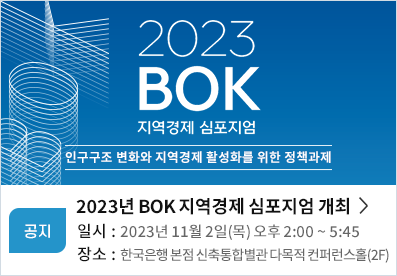 2023
BOK
지역경제 심포지엄
인구구조 변화와 지역경제 활성화를 위한 정책과제
공지
2023년 BOK 지역경제 심포지엄 개최 >
일시 : 2023년 11월 2일(목) 오후 2:00 ~ 5:45
장소 : 한국은행 본점 신축통합별관 다목적 컨퍼런스홀(2F)